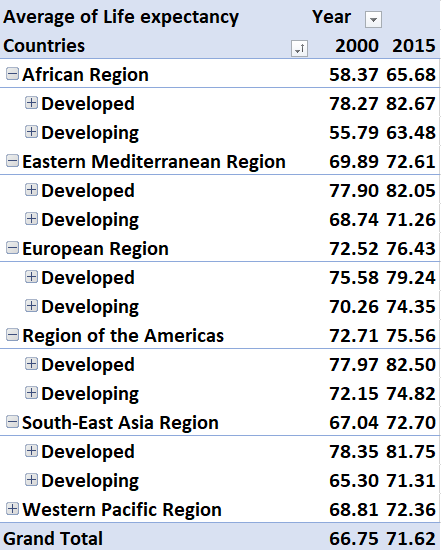 Average of Life expectancy Year
Countries 2000 2015
African Region 58.37 65.68
Developed 78.27 82.67
Developing 55.79 63.48
Eastern Mediterranean Region 69.89 72.61
Developed 77.90 82.05
Developing 68.74 71.26
European Region 72.52 76.43
Developed 75.58 79.24
Developing 70.26 74.35
Region of the Americas 72.71 75.56
Developed 77.97 82.50
Developing 72.15 74.82
South-East Asia Region 67.04 72.70
Developed 78.35 81.75
Developing 65.30 71.31
Western Pacific Region 68.81 72.36
Grand Total 66.75 71.62